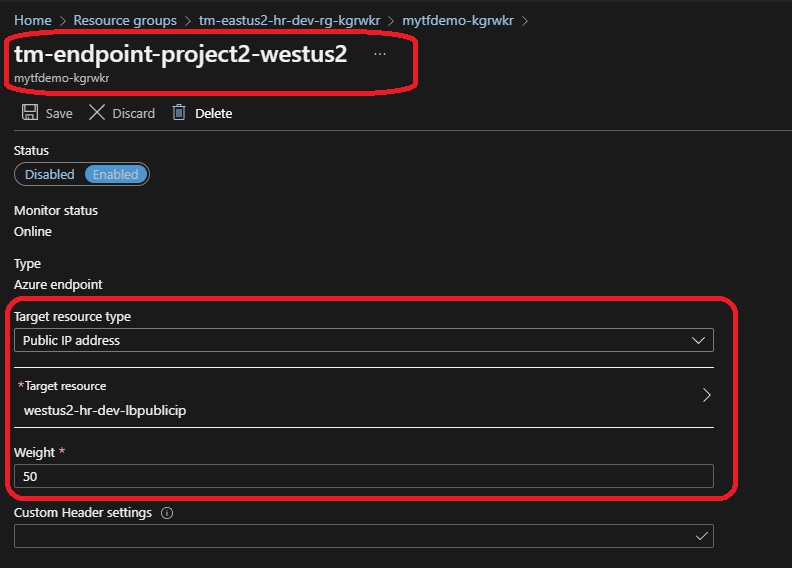 Home > Resource groups > tm-eastus2-hr-dev-rg-kgrwkr > mytfdemo-kgrwkr >
tm-endpoint-project2-westus2 ...
mytfdemo-kgrwkr
Save Discard Delete
Status
Disabled Enabled
Monitor status
Online
Type
Azure endpoint
Target resource type
Public IP address
*Target resource
westus2-hr-dev-lbpublicip
Weight *
50
Custom Header settings